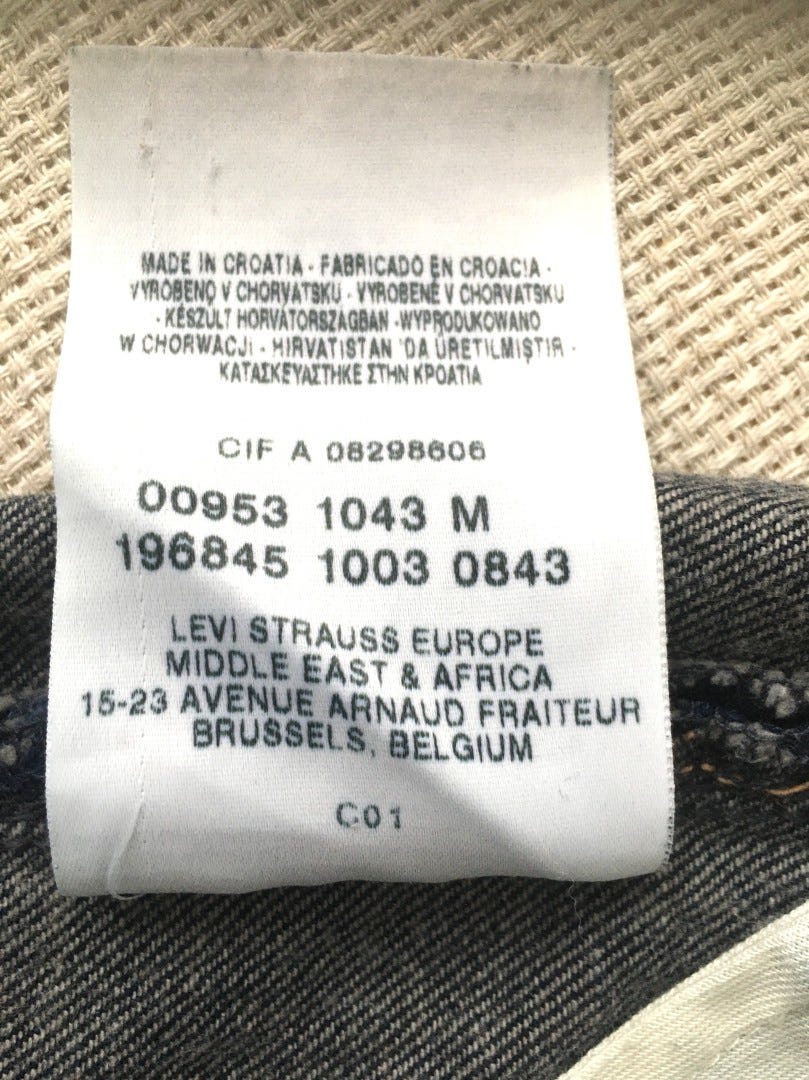 MADE IN CROATIA - FABRICADO EN CROACIA -
VYROBENO V CHORVATSKU - VYROBENÉ V CHORVATSKU
- KÉSZÜLT HORVÁTORSZÁGBAN - WYPRODUKOWANO
W CHORWACJI - HIRVATISTAN 'DA ÜRETILMIŞTIR -
ΚΑΤΑΣΚΕΥΑΣΤΗΚΕ ΣΤΗΝ ΚΡΟΑΤΙΑ
CIF A 08298606
00953 1043 M
196845 1003 0843
LEVI STRAUSS EUROPE
MIDDLE EAST & AFRICA
15-23 AVENUE ARNAUD FRAITEUR
BRUSSELS, BELGIUM
C01